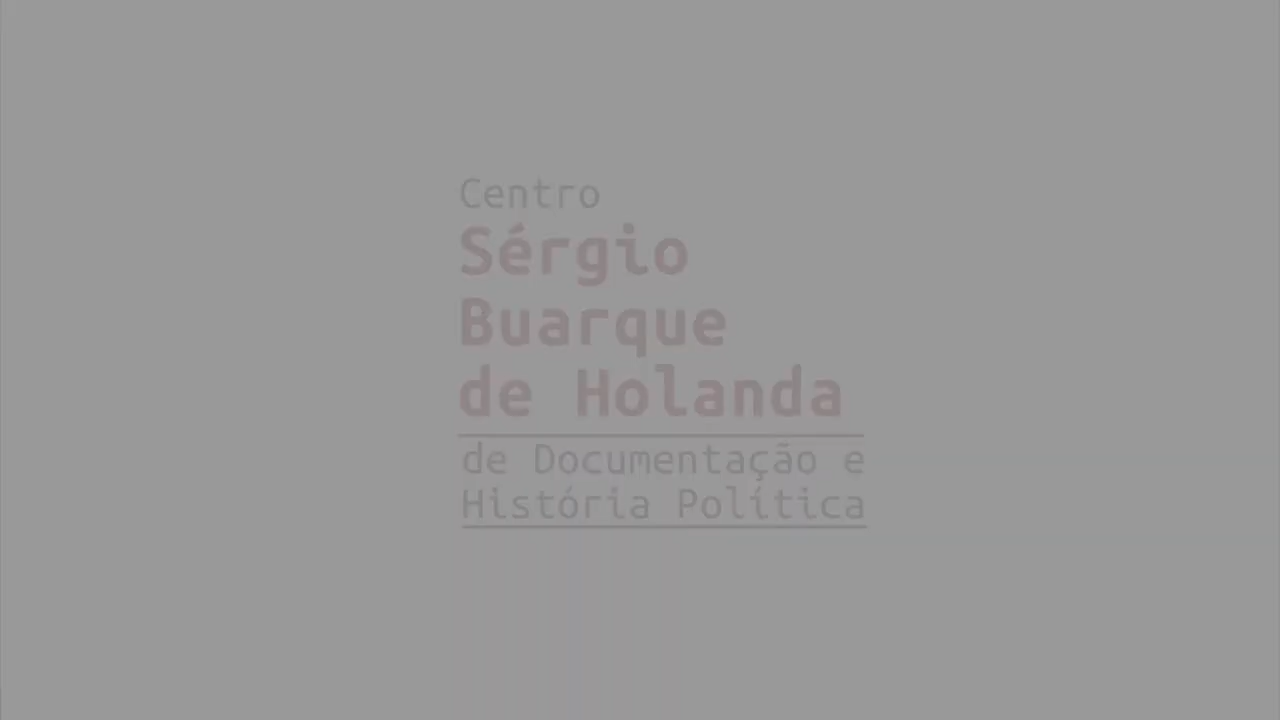 Centro
Sérgio
Buarque
de Holanda
de Documentação e
História Política